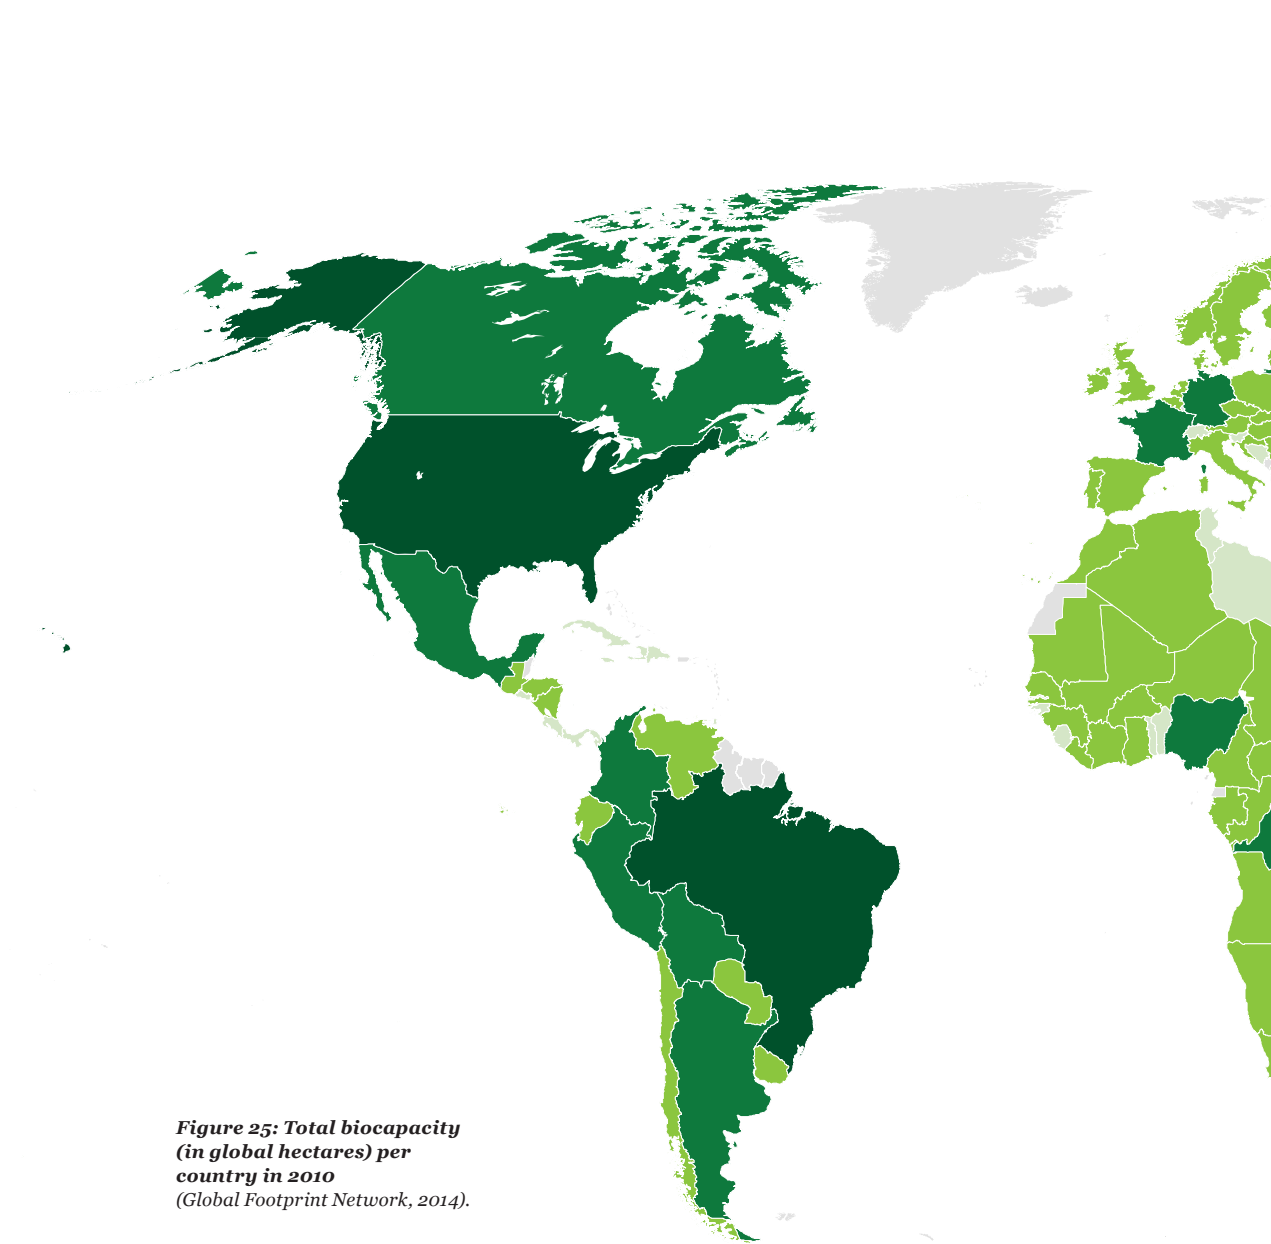 Figure 25: Total biocapacity
(in global hectares) per
country in 2010
(Global Footprint Network, 2014).